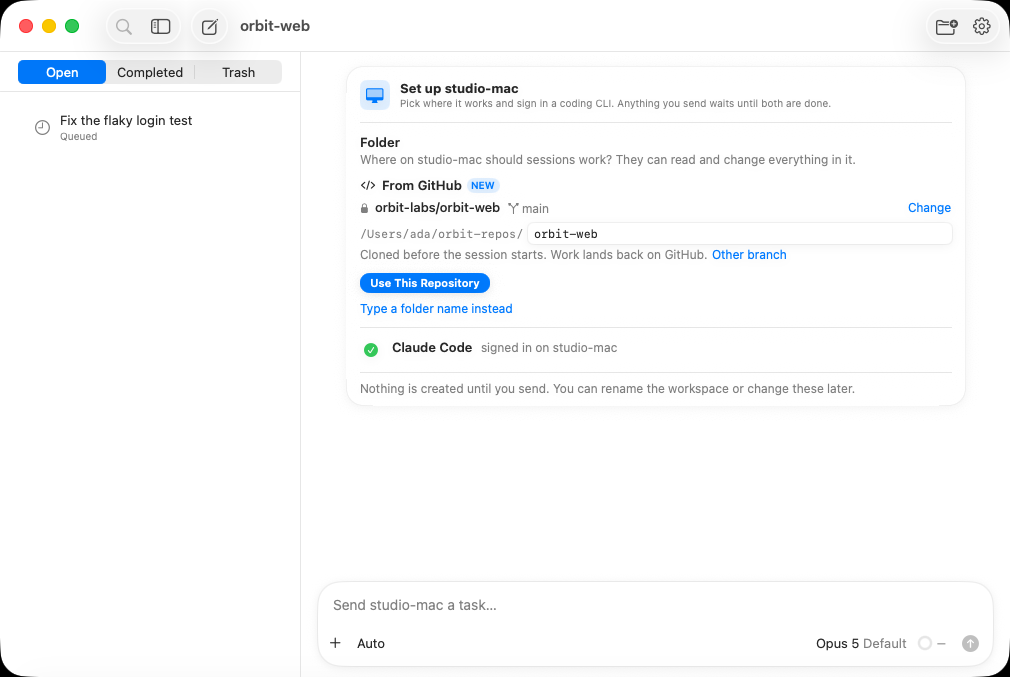 orbit-web
Open
Completed
Trash
Fix the flaky login test
Queued
Set up studio-mac
Pick where it works and sign in a coding CLI. Anything you send waits until both are done.
Folder
Where on studio-mac should sessions work? They can read and change everything in it.
</> From GitHub NEW
orbit-labs/orbit-web main Change
/Users/ada/orbit-repos/ orbit-web
Cloned before the session starts. Work lands back on GitHub. Other branch
Use This Repository
Type a folder name instead
Claude Code signed in on studio-mac
Nothing is created until you send. You can rename the workspace or change these later.
Send studio-mac a task...
+ Auto
Opus 5 Default –